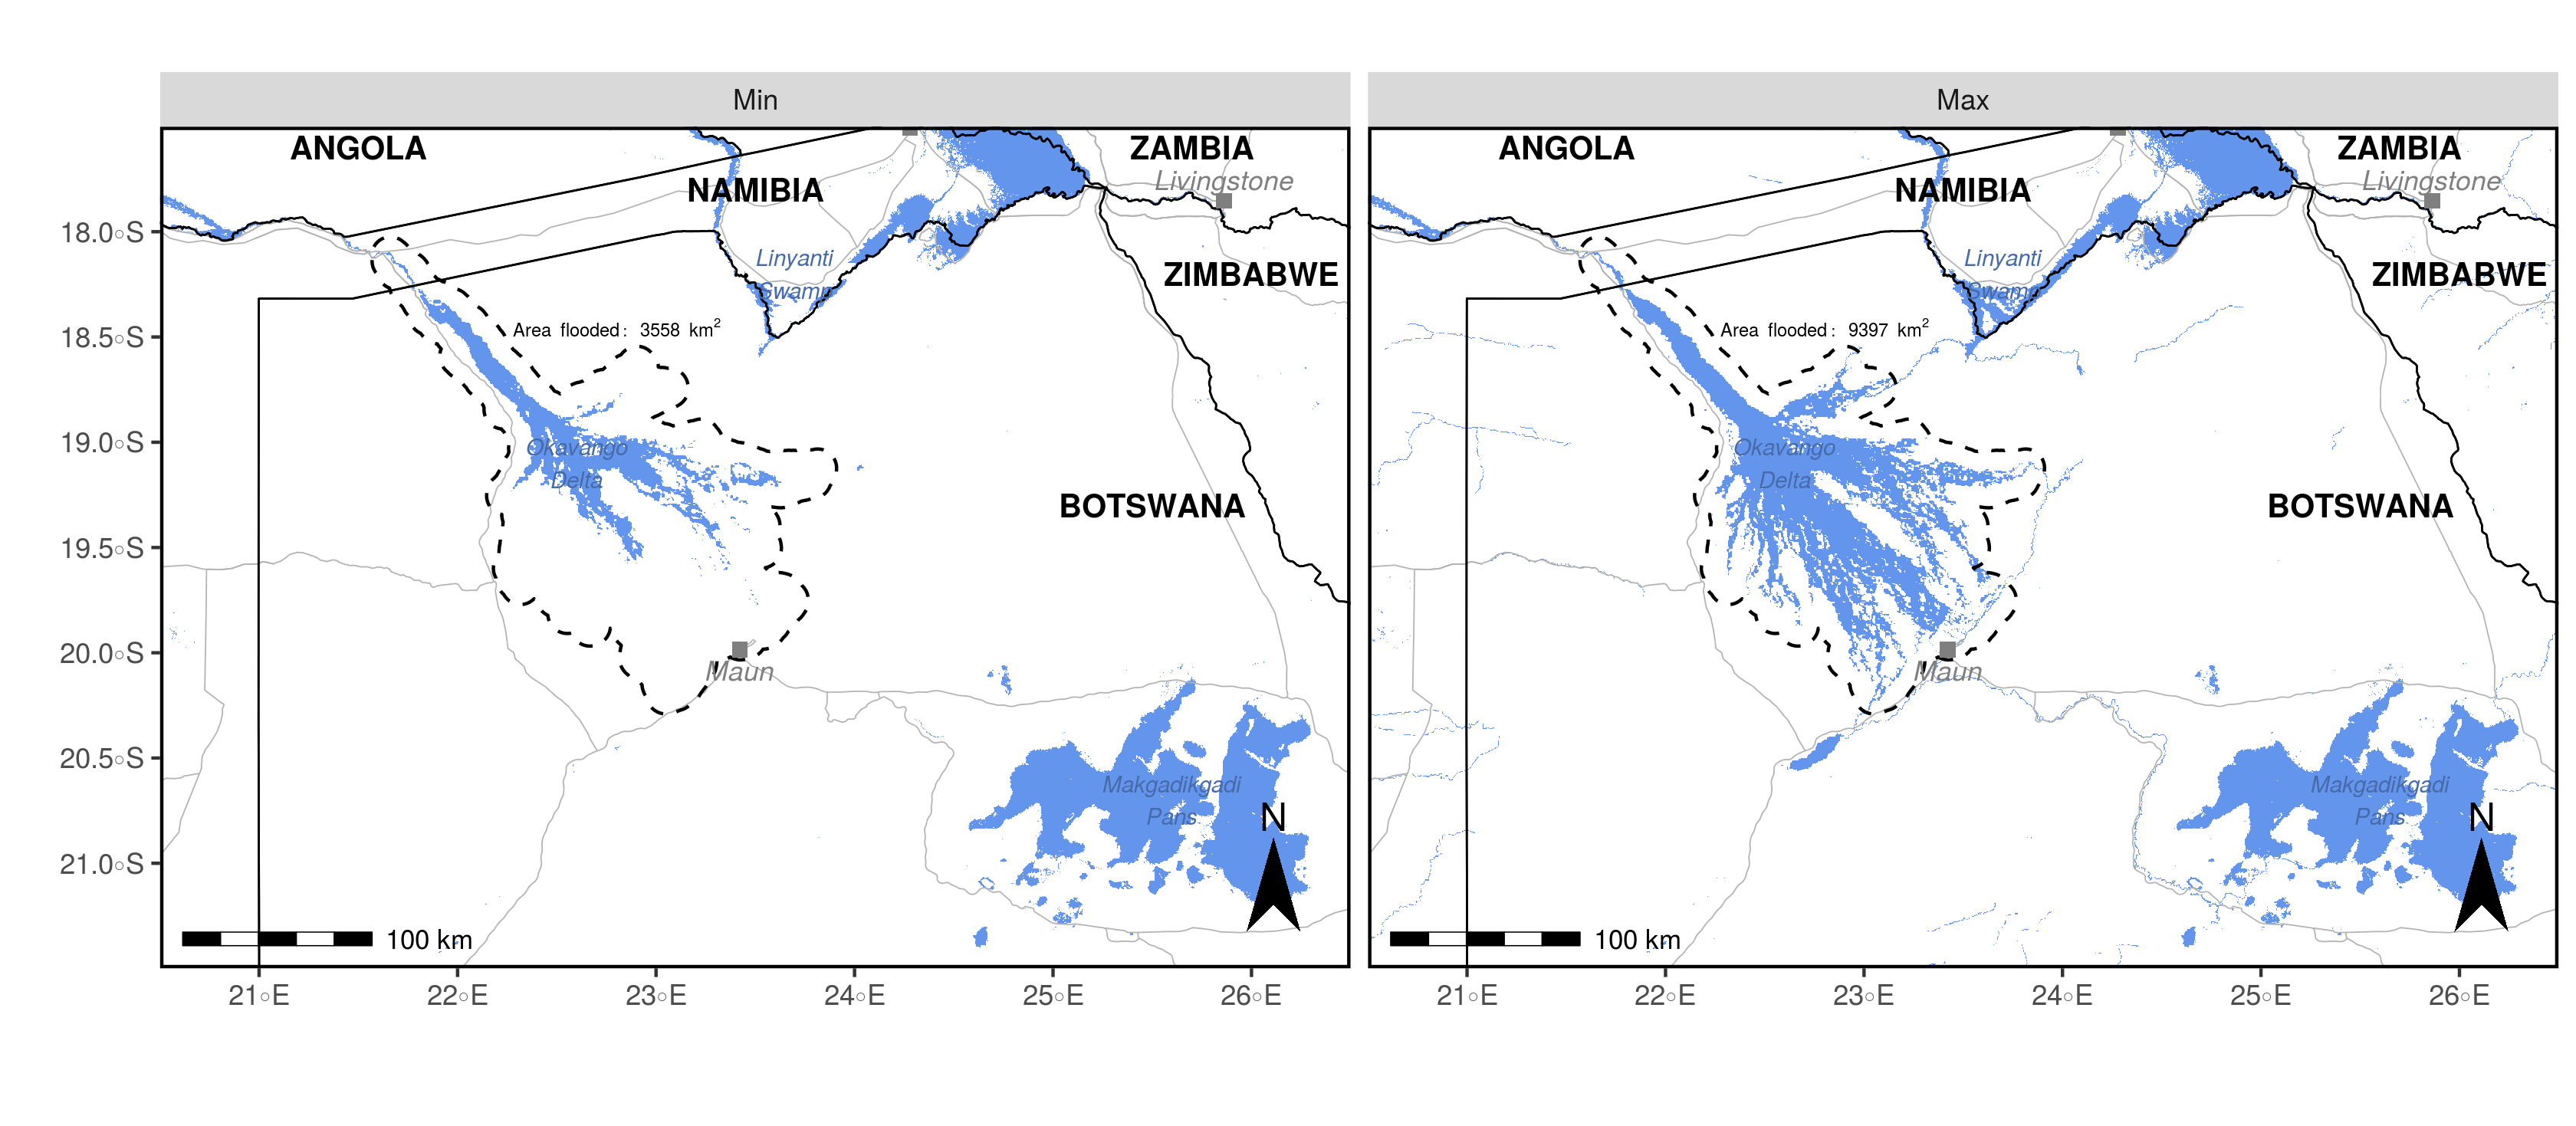 Min
ANGOLA
ZAMBIA
Livingstone
NAMIBIA
18.0°S
Linyanti
Swamp
ZIMBABWE
Area flooded: 3558 km²
18.5°S
19.0°S
Okavango
Delta
BOTSWANA
19.5°S
20.0°S
Maun
20.5°S
Makgadikgadi
Pans
N
21.0°S
100 km
21°E
22°E
23°E
24°E
25°E
26°E
Max
ANGOLA
ZAMBIA
Livingstone
NAMIBIA
Linyanti
Swamp
ZIMBABWE
Area flooded: 9397 km²
Okavango
Delta
BOTSWANA
Maun
Makgadikgadi
Pans
N
100 km
21°E
22°E
23°E
24°E
25°E
26°E